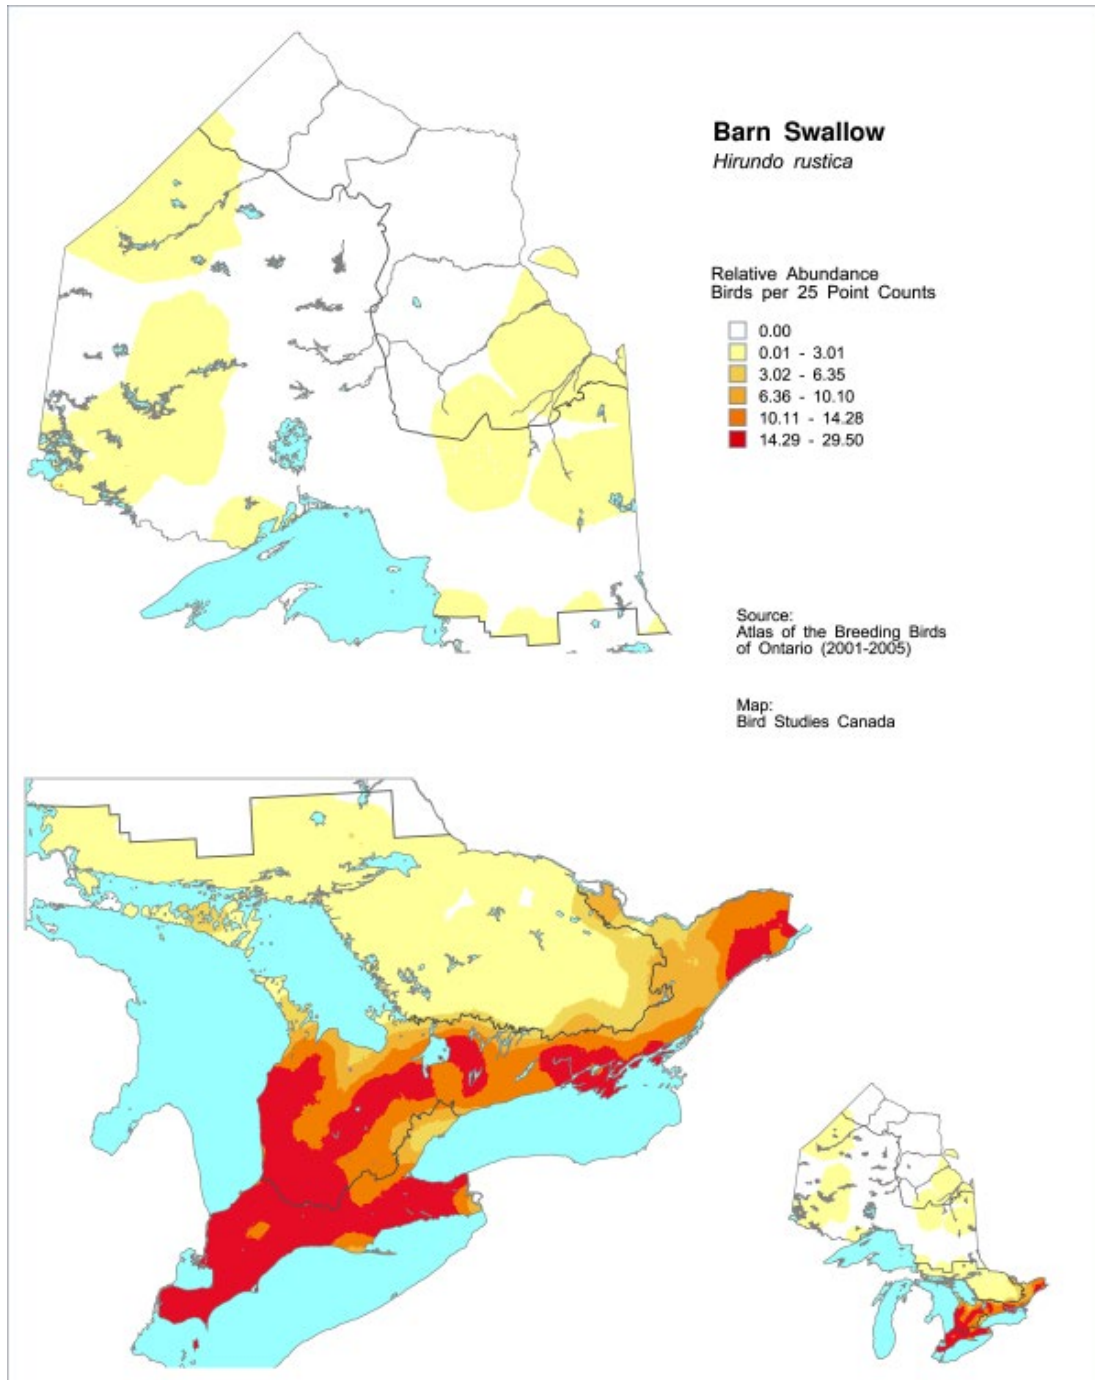 Barn Swallow
Hirundo rustica
Relative Abundance
Birds per 25 Point Counts
0.00
0.01 - 3.01
3.02 - 6.35
6.36 - 10.10
10.11 - 14.28
14.29 - 29.50
Source:
Atlas of the Breeding Birds
of Ontario (2001-2005)
Map:
Bird Studies Canada